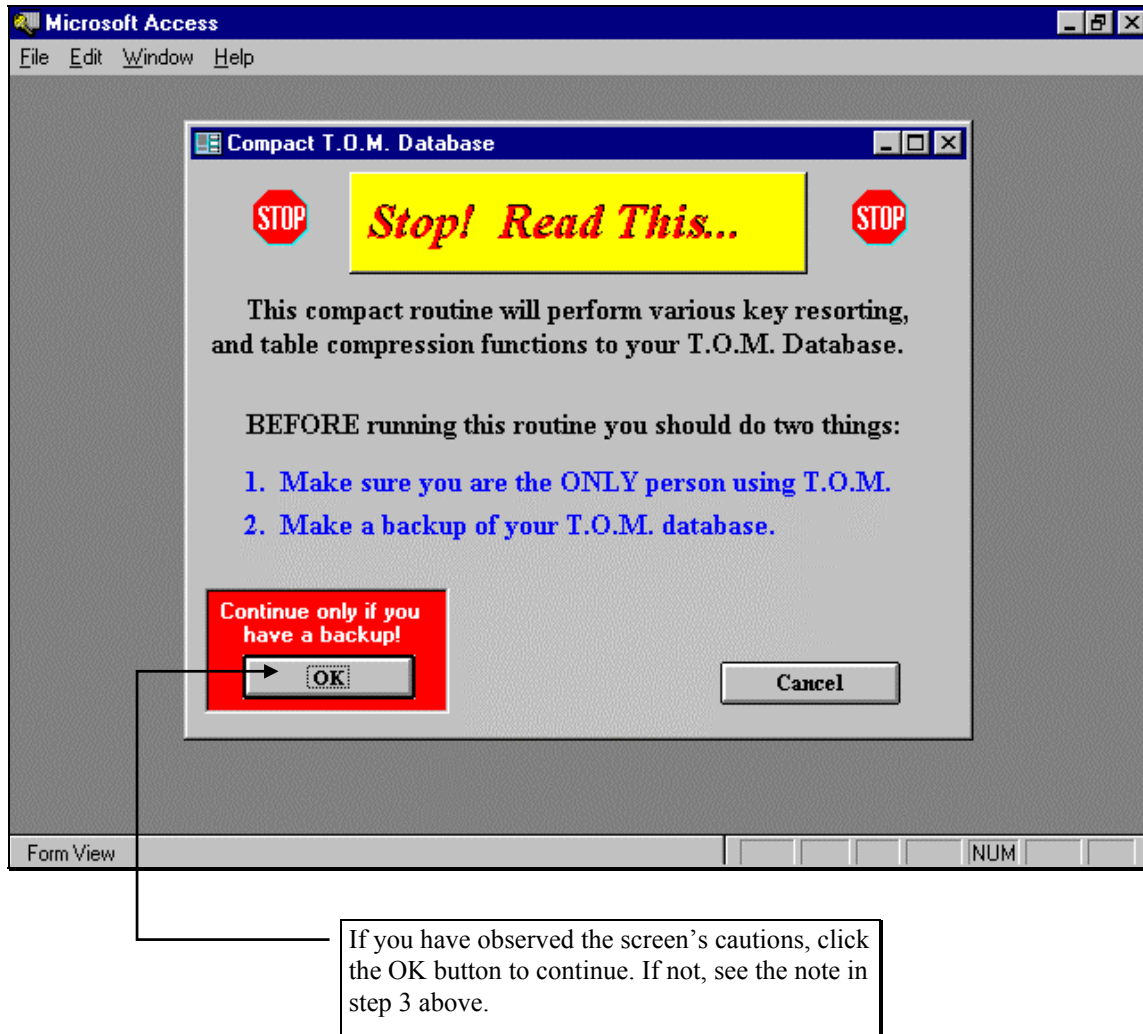 Microsoft Access
File Edit Window Help
Compact T.O.M. Database
STOP
Stop! Read This...
STOP
This compact routine will perform various key resorting,
and table compression functions to your T.O.M. Database.
BEFORE running this routine you should do two things:
1. Make sure you are the ONLY person using T.O.M.
2. Make a backup of your T.O.M. database.
Continue only if you
have a backup!
OK
Cancel
Form View
NUM
If you have observed the screen’s cautions, click
the OK button to continue. If not, see the note in
step 3 above.